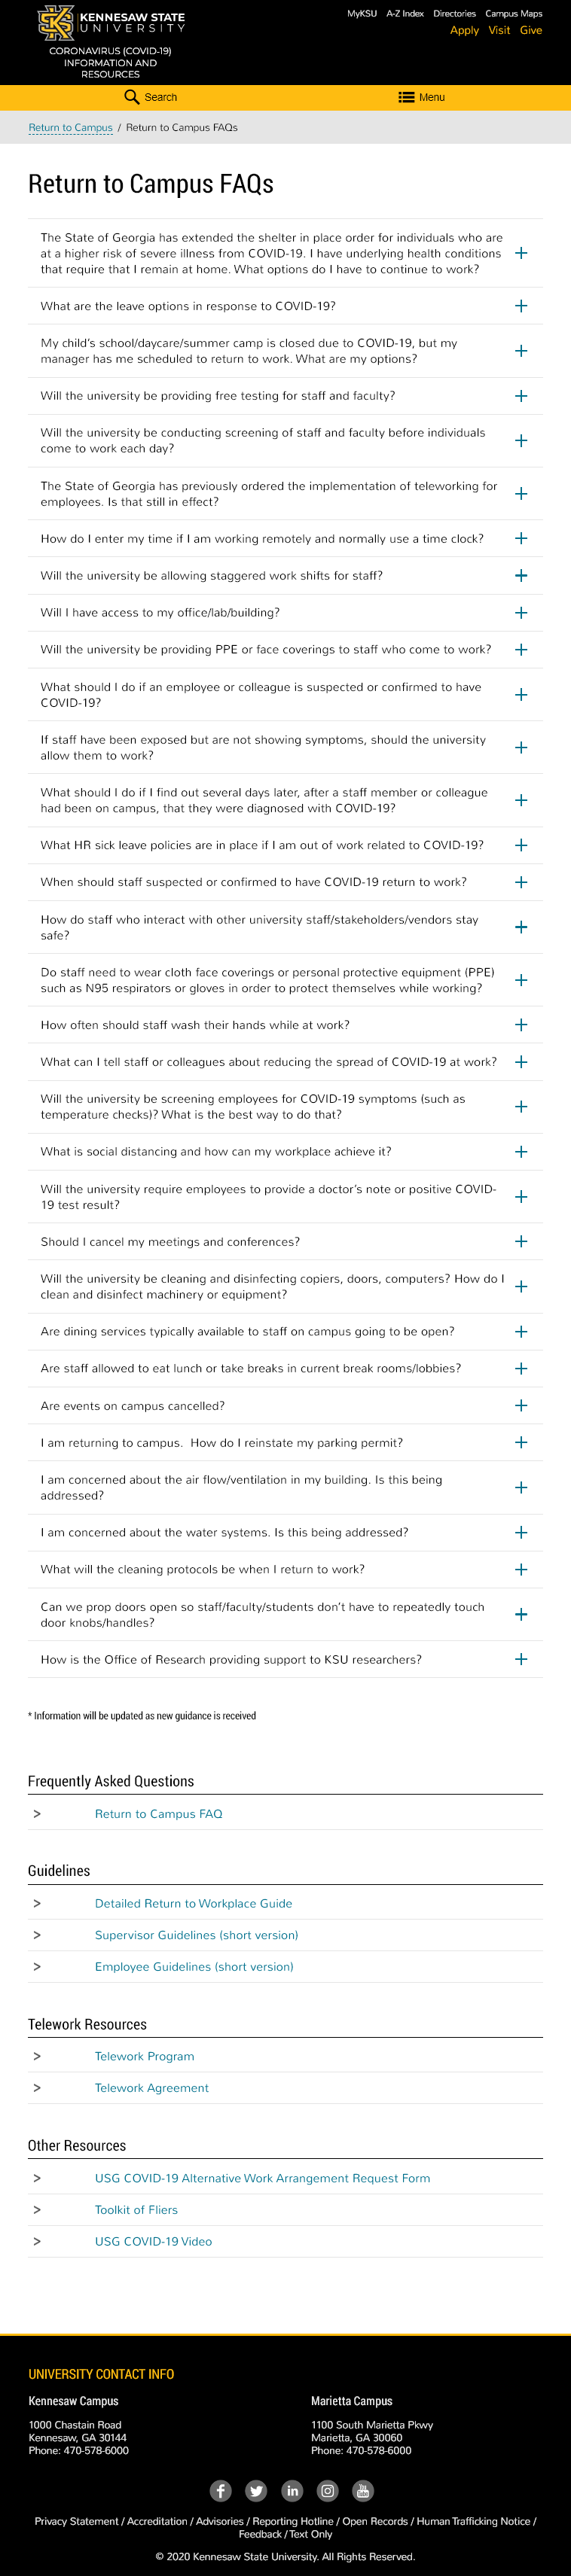 KENNESAW STATE
UNIVERSITY
MyKSU A-Z Index Directories Campus Maps
Apply Visit Give
CORONAVIRUS (COVID-19)
INFORMATION AND
RESOURCES
Search Menu
Return to Campus / Return to Campus FAQs
Return to Campus FAQs
The State of Georgia has extended the shelter in place order for individuals who are
at a higher risk of severe illness from COVID-19. I have underlying health conditions
that require that I remain at home. What options do I have to continue to work?
What are the leave options in response to COVID-19?
My child's school/daycare/summer camp is closed due to COVID-19, but my
manager has me scheduled to return to work. What are my options?
Will the university be providing free testing for staff and faculty?
Will the university be conducting screening of staff and faculty before individuals
come to work each day?
The State of Georgia has previously ordered the implementation of teleworking for
employees. Is that still in effect?
How do I enter my time if I am working remotely and normally use a time clock?
Will the university be allowing staggered work shifts for staff?
Will I have access to my office/lab/building?
Will the university be providing PPE or face coverings to staff who come to work?
What should I do if an employee or colleague is suspected or confirmed to have
COVID-19?
If staff have been exposed but are not showing symptoms, should the university
allow them to work?
What should I do if I find out several days later, after a staff member or colleague
had been on campus, that they were diagnosed with COVID-19?
What HR sick leave policies are in place if I am out of work related to COVID-19?
When should staff suspected or confirmed to have COVID-19 return to work?
How do staff who interact with other university staff/stakeholders/vendors stay
safe?
Do staff need to wear cloth face coverings or personal protective equipment (PPE)
such as N95 respirators or gloves in order to protect themselves while working?
How often should staff wash their hands while at work?
What can I tell staff or colleagues about reducing the spread of COVID-19 at work?
Will the university be screening employees for COVID-19 symptoms (such as
temperature checks)? What is the best way to do that?
What is social distancing and how can my workplace achieve it?
Will the university require employees to provide a doctor's note or positive COVID-
19 test result?
Should I cancel my meetings and conferences?
Will the university be cleaning and disinfecting copiers, doors, computers? How do I
clean and disinfect machinery or equipment?
Are dining services typically available to staff on campus going to be open?
Are staff allowed to eat lunch or take breaks in current break rooms/lobbies?
Are events on campus cancelled?
I am returning to campus. How do I reinstate my parking permit?
I am concerned about the air flow/ventilation in my building. Is this being
addressed?
I am concerned about the water systems. Is this being addressed?
What will the cleaning protocols be when I return to work?
Can we prop doors open so staff/faculty/students don't have to repeatedly touch
door knobs/handles?
How is the Office of Research providing support to KSU researchers?
* Information will be updated as new guidance is received
Frequently Asked Questions
> Return to Campus FAQ
Guidelines
> Detailed Return to Workplace Guide
> Supervisor Guidelines (short version)
> Employee Guidelines (short version)
Telework Resources
> Telework Program
> Telework Agreement
Other Resources
> USG COVID-19 Alternative Work Arrangement Request Form
> Toolkit of Fliers
> USG COVID-19 Video
UNIVERSITY CONTACT INFO
Kennesaw Campus
1000 Chastain Road
Kennesaw, GA 30144
Phone: 470-578-6000
Marietta Campus
1100 South Marietta Pkwy
Marietta, GA 30060
Phone: 470-578-6000
Privacy Statement / Accreditation / Advisories / Reporting Hotline / Open Records / Human Trafficking Notice /
Feedback / Text Only
© 2020 Kennesaw State University. All Rights Reserved.